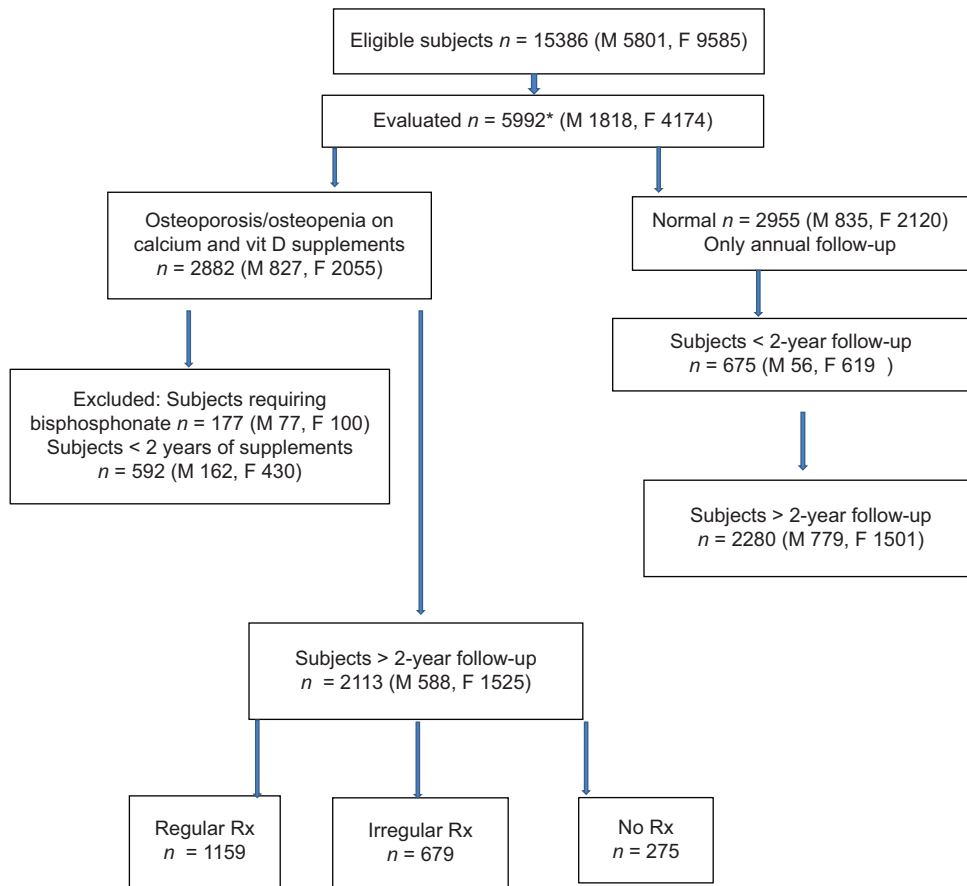 Eligible subjects n = 15386 (M 5801, F 9585)
Evaluated n = 5992* (M 1818, F 4174)
Osteoporosis/osteopenia on
calcium and vit D supplements
n = 2882 (M 827, F 2055)
Normal n = 2955 (M 835, F 2120)
Only annual follow-up
Subjects < 2-year follow-up
n = 675 (M 56, F 619 )
Excluded: Subjects requiring
bisphosphonate n = 177 (M 77, F 100)
Subjects < 2 years of supplements
n = 592 (M 162, F 430)
Subjects > 2-year follow-up
n = 2280 (M 779, F 1501)
Subjects > 2-year follow-up
n = 2113 (M 588, F 1525)
Regular Rx
n = 1159
Irregular Rx
n = 679
No Rx
n = 275